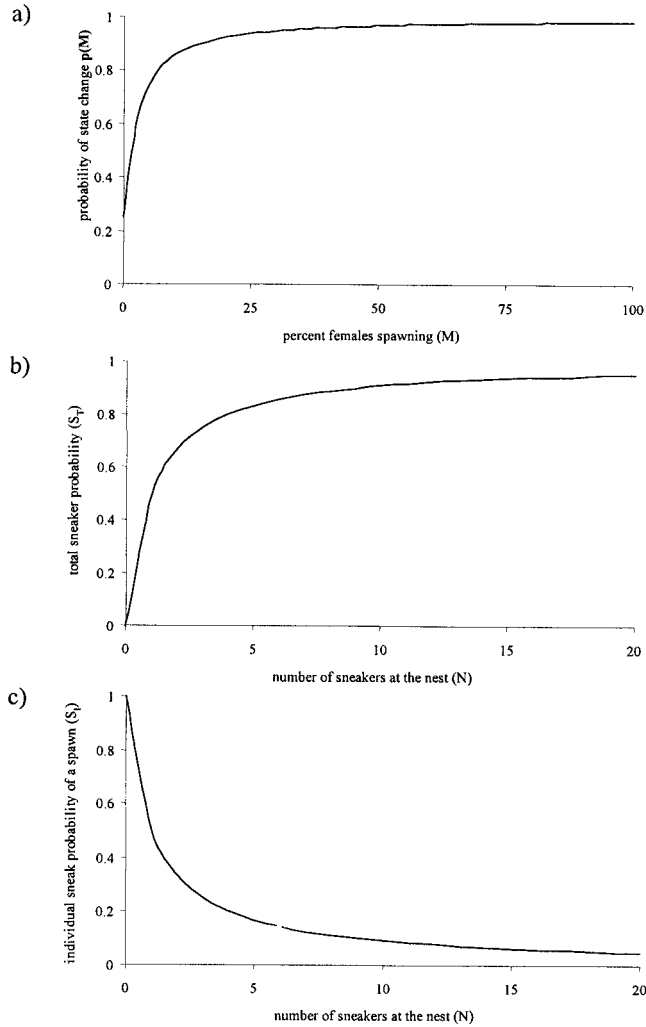 a)
probability of state change p(M)
1
0.8
0.6
0.4
0.2
0
0 25 50 75 100
percent females spawning (M)
b)
total sneaker probability (S_T)
1
0.8
0.6
0.4
0.2
0
0 5 10 15 20
number of sneakers at the nest (N)
c)
individual sneak probability of a spawn (S_I)
1
0.8
0.6
0.4
0.2
0
0 5 10 15 20
number of sneakers at the nest (N)